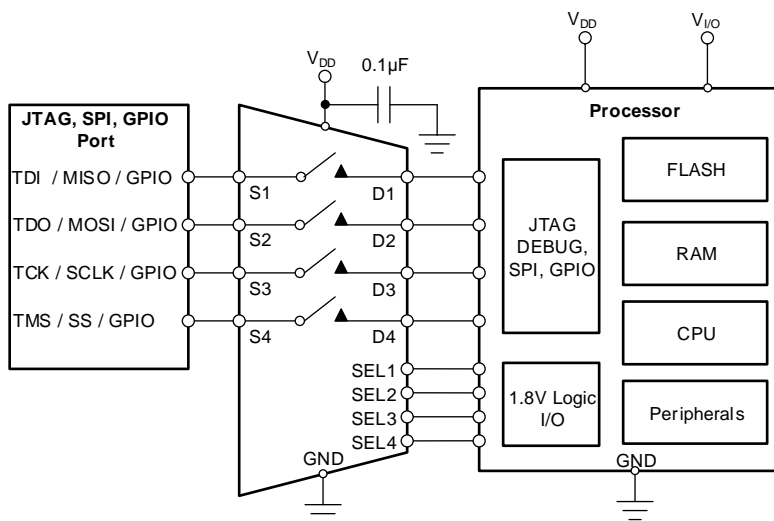 VDD
VI/O
VDD
0.1µF
JTAG, SPI, GPIO
Port
Processor
TDI / MISO / GPIO
S1
D1
TDO / MOSI / GPIO
S2
D2
TCK / SCLK / GPIO
S3
D3
TMS / SS / GPIO
S4
D4
JTAG
DEBUG,
SPI, GPIO
FLASH
RAM
CPU
Peripherals
SEL1
SEL2
SEL3
SEL4
1.8V Logic
I/O
GND
GND